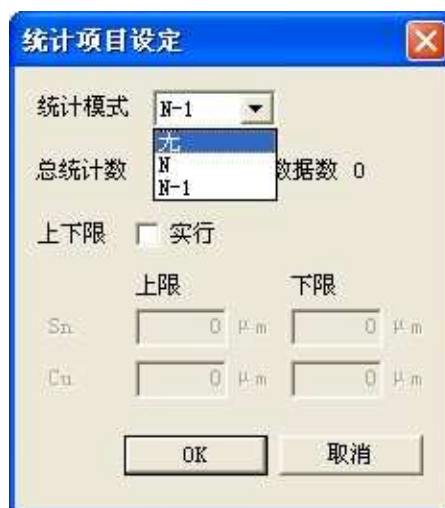 统计项目设定
统计模式 N-1
无
总统计数 N 数据数 0
N-1
上下限 实行
上限 下限
Sn 0 μm 0 μm
Cu 0 μm 0 μm
OK 取消